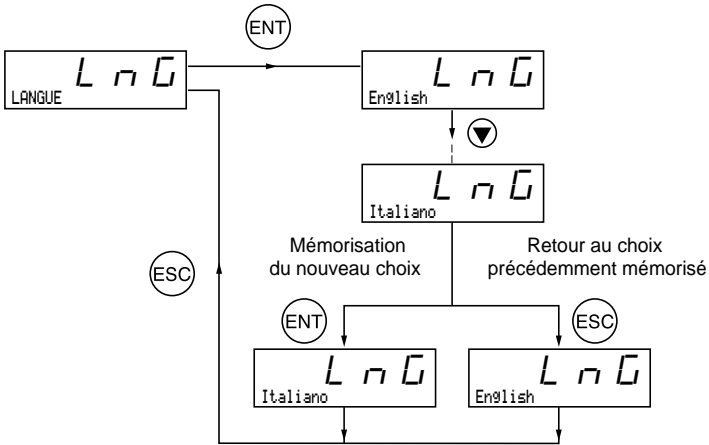 ENT
LnG
LANGUE
LnG
English
LnG
Italiano
Mémorisation
du nouveau choix
Retour au choix
précédemment mémorisé
ESC
ENT
ESC
LnG
Italiano
LnG
English